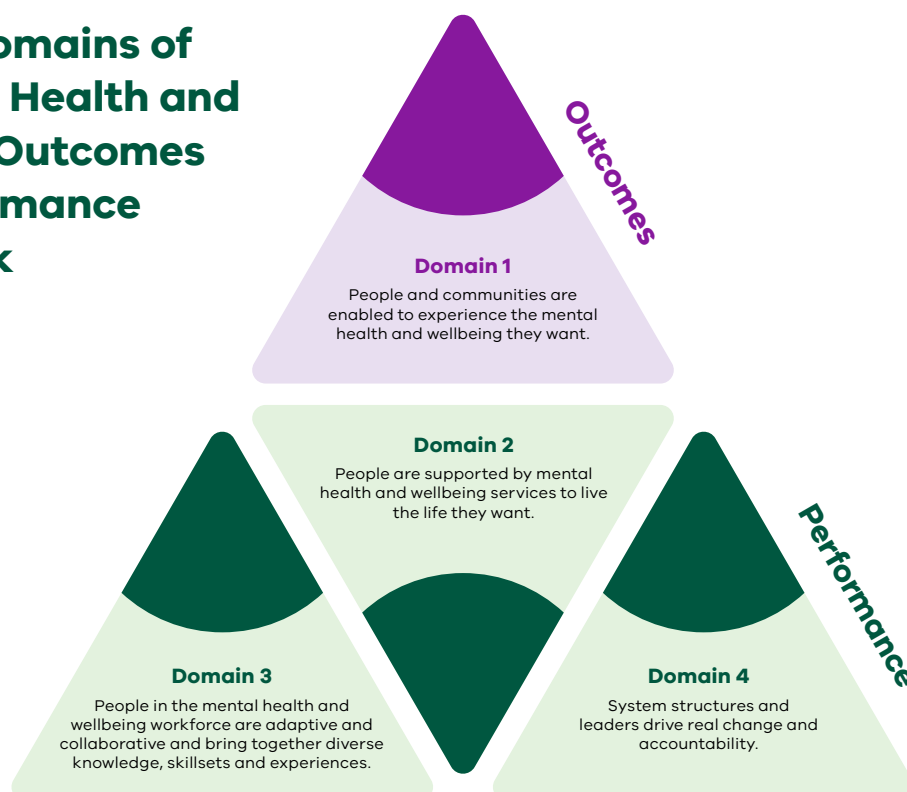 omains of
Health and
Outcomes
rmance
k
Outcomes
Domain 1
People and communities are
enabled to experience the mental
health and wellbeing they want.
Domain 2
People are supported by mental
health and wellbeing services to live
the life they want.
Performance
Domain 3
People in the mental health and
wellbeing workforce are adaptive and
collaborative and bring together diverse
knowledge, skillsets and experiences.
Domain 4
System structures and
leaders drive real change and
accountability.